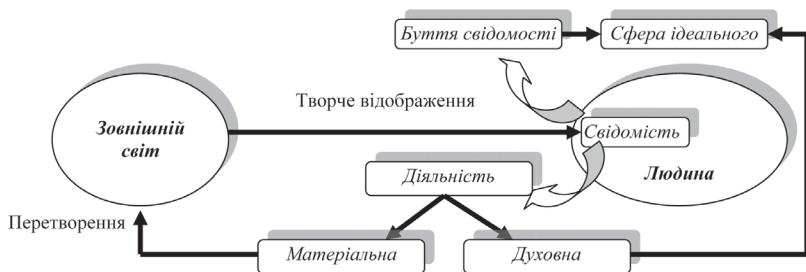 Буття свідомості
Сфера ідеального
Творче відображення
Зовнішній
світ
Свідомість
Людина
Діяльність
Перетворення
Матеріальна
Духовна